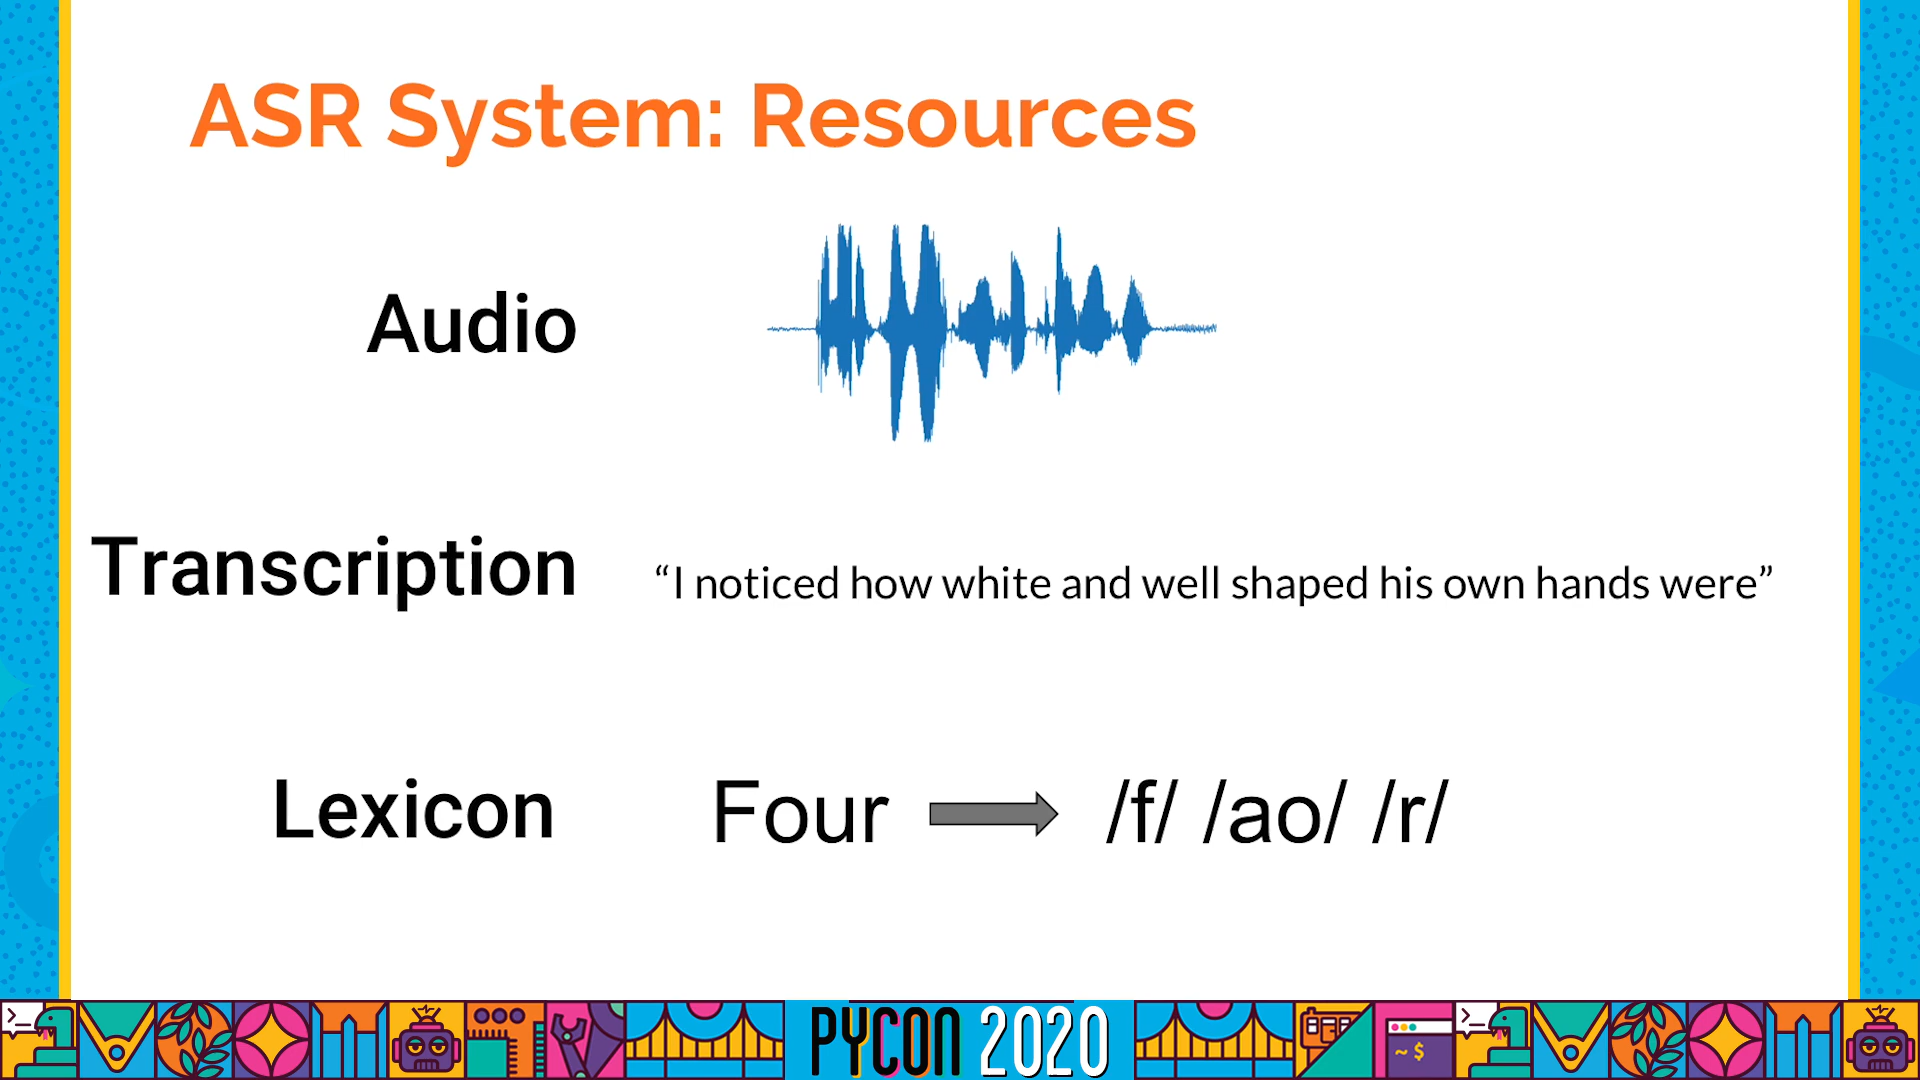 ASR System: Resources
Audio
Transcription “I noticed how white and well shaped his own hands were”
Lexicon Four /f/ /ao/ /r/
PYCON 2020
~ $